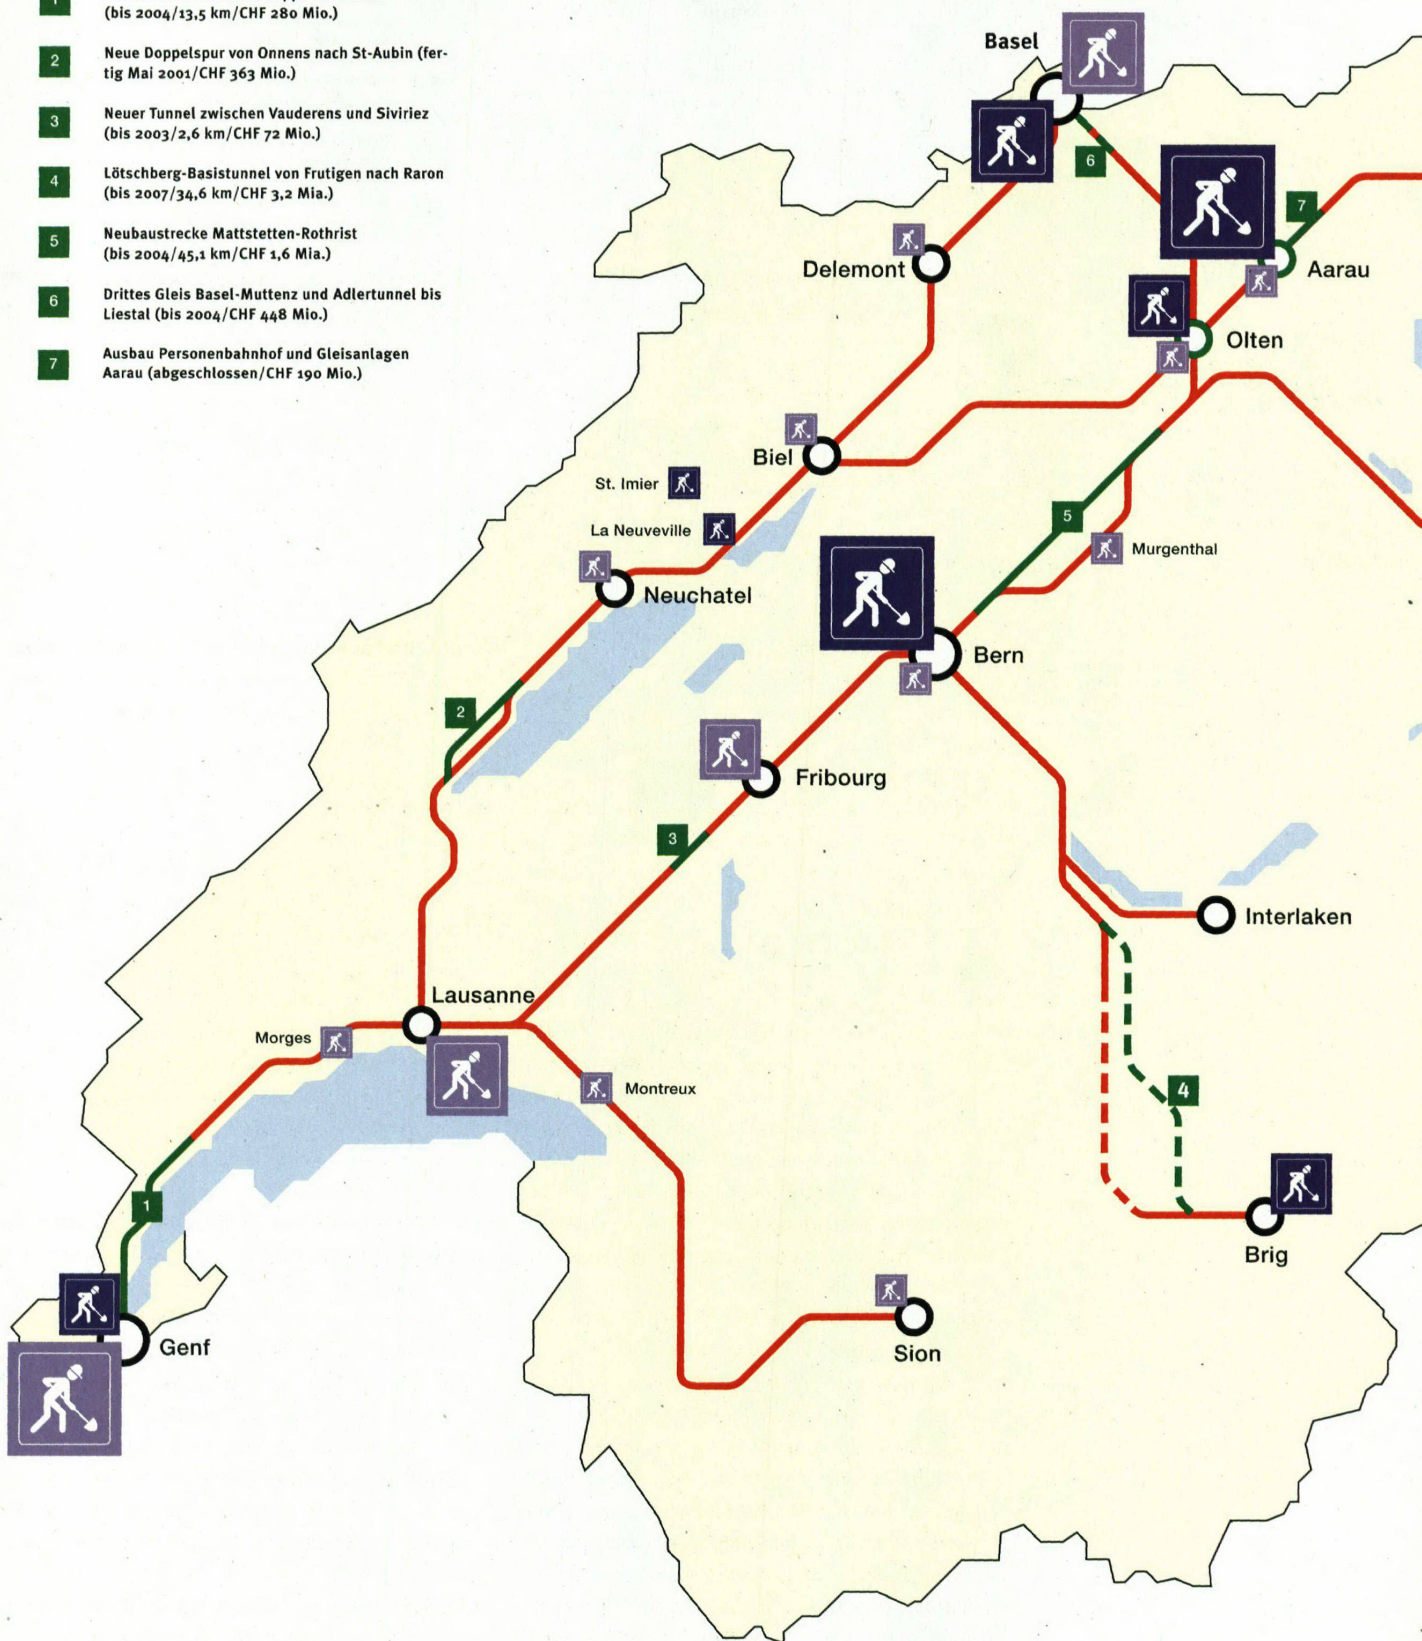 1
(bis 2004/13,5 km/CHF 280 Mio.)
2
Neue Doppelspur von Onnens nach St-Aubin (fer-
tig Mai 2001/CHF 363 Mio.)
3
Neuer Tunnel zwischen Vauderens und Siviriez
(bis 2003/2,6 km/CHF 72 Mio.)
4
Lötschberg-Basistunnel von Frutigen nach Raron
(bis 2007/34,6 km/CHF 3,2 Mia.)
5
Neubaustrecke Mattstetten-Rothrist
(bis 2004/45,1 km/CHF 1,6 Mia.)
6
Drittes Gleis Basel-Muttenz und Adlertunnel bis
Liestal (bis 2004/CHF 448 Mio.)
7
Ausbau Personenbahnhof und Gleisanlagen
Aarau (abgeschlossen/CHF 190 Mio.)
Basel
6
7
Delemont
Aarau
Olten
Biel
St. Imier
La Neuveville
5
Murgenthal
Neuchatel
Bern
2
Fribourg
3
Interlaken
Lausanne
Morges
Montreux
4
1
Brig
Genf
Sion